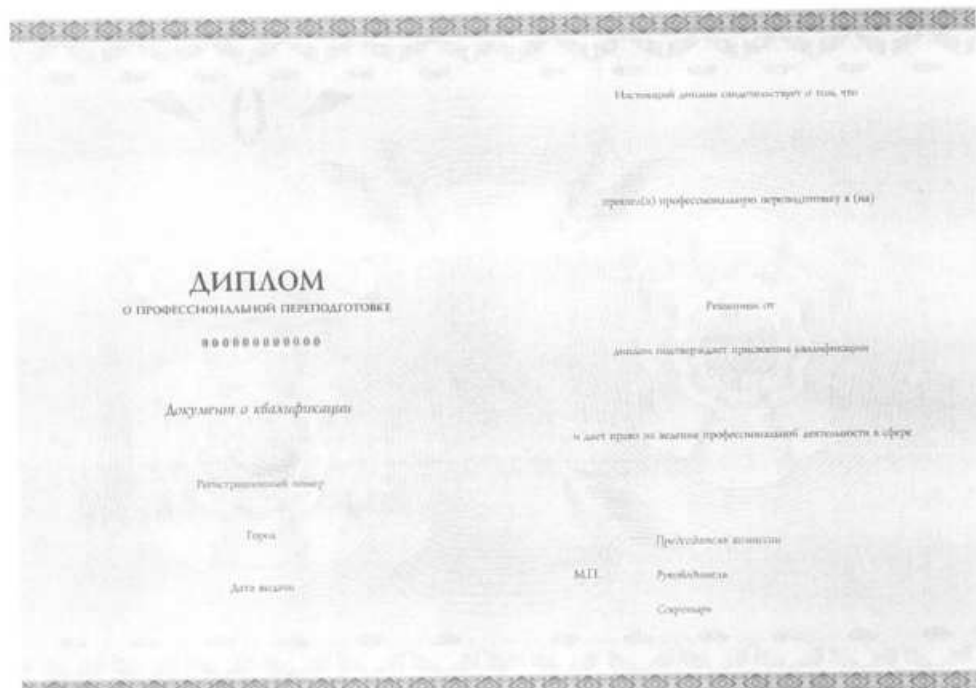 ДИПЛОМ
О ПРОФЕССИОНАЛЬНОЙ ПЕРЕПОДГОТОВКЕ
000000000000
Документ о квалификации
Регистрационный номер
Город
Дата выдачи
Настоящий диплом свидетельствует о том, что
прошел(а) профессиональную переподготовку в (на)
Решением от
диплом подтверждает присвоение квалификации
и дает право на ведение профессиональной деятельности в сфере
Председатель комиссии
М.П.
Руководитель
Секретарь